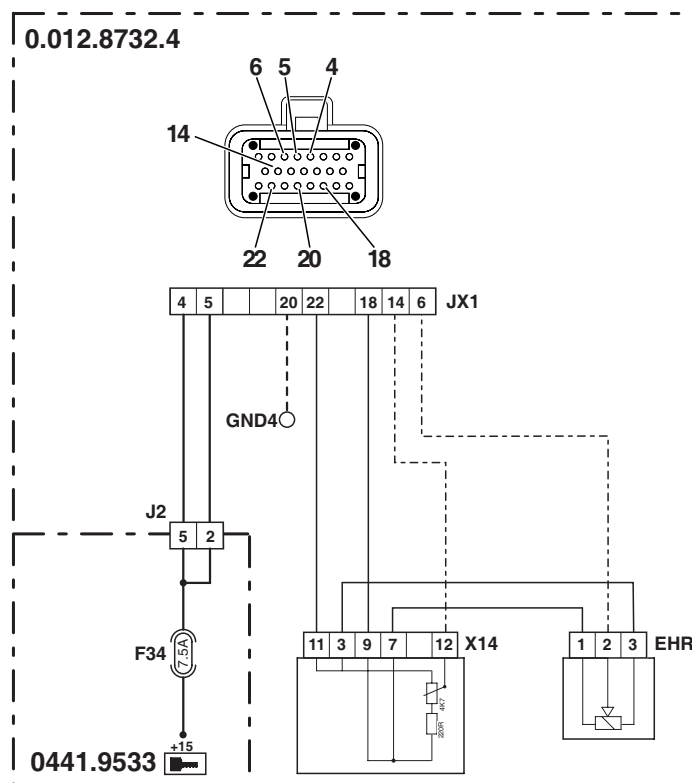 0.012.8732.4
6 5 4
14
22 20 18
4 5 20 22 18 14 6 JX1
GND4
J2
5 2
F34
7.5A
11 3 9 7 12 X14
1 2 3 EHR
4K7
220R
+15
0441.9533